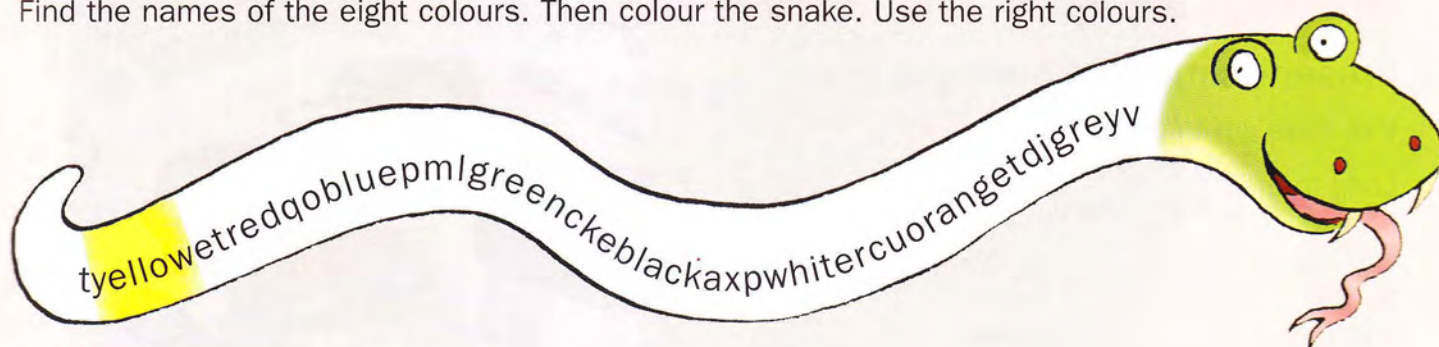 Find the names of the eight colours. Then colour the snake. Use the right colours.
tyellowetredqobluepmlgreenckeblackaxpwhitercuorangetdjgreyv